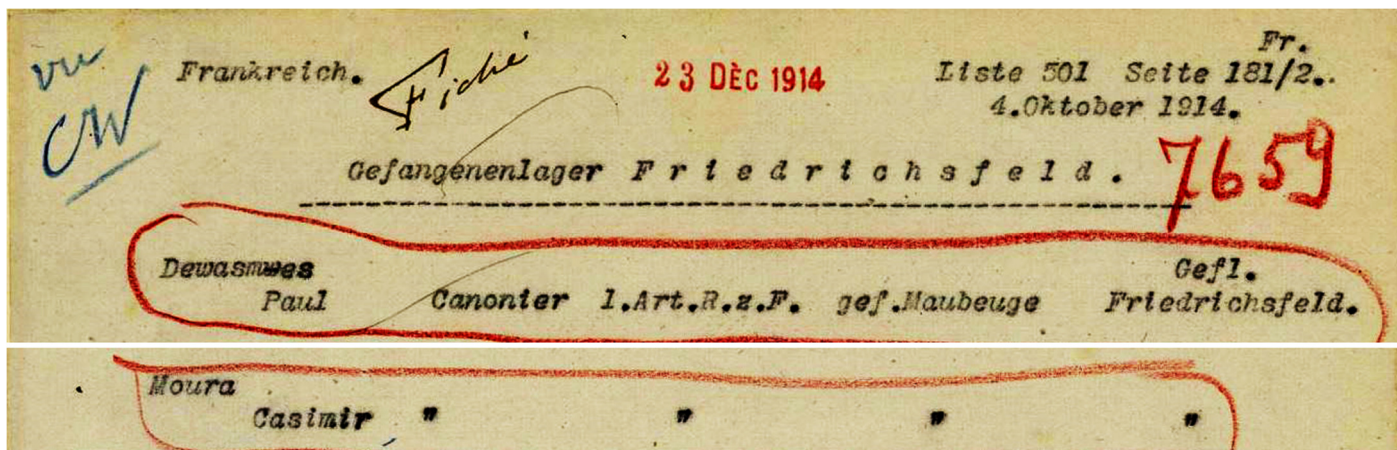 Fr.
vu Frankreich. Fiché 23 DÈC 1914 Liste 501 Seite 181/2.
CW 4.Oktober 1914.
Gefangenenlager Friedrichsfeld. 7659
Dewasmes Gefl.
Paul Canonier 1.Art.R.z.F. gef.Maubeuge Friedrichsfeld.
Moura
Casimir " " " "